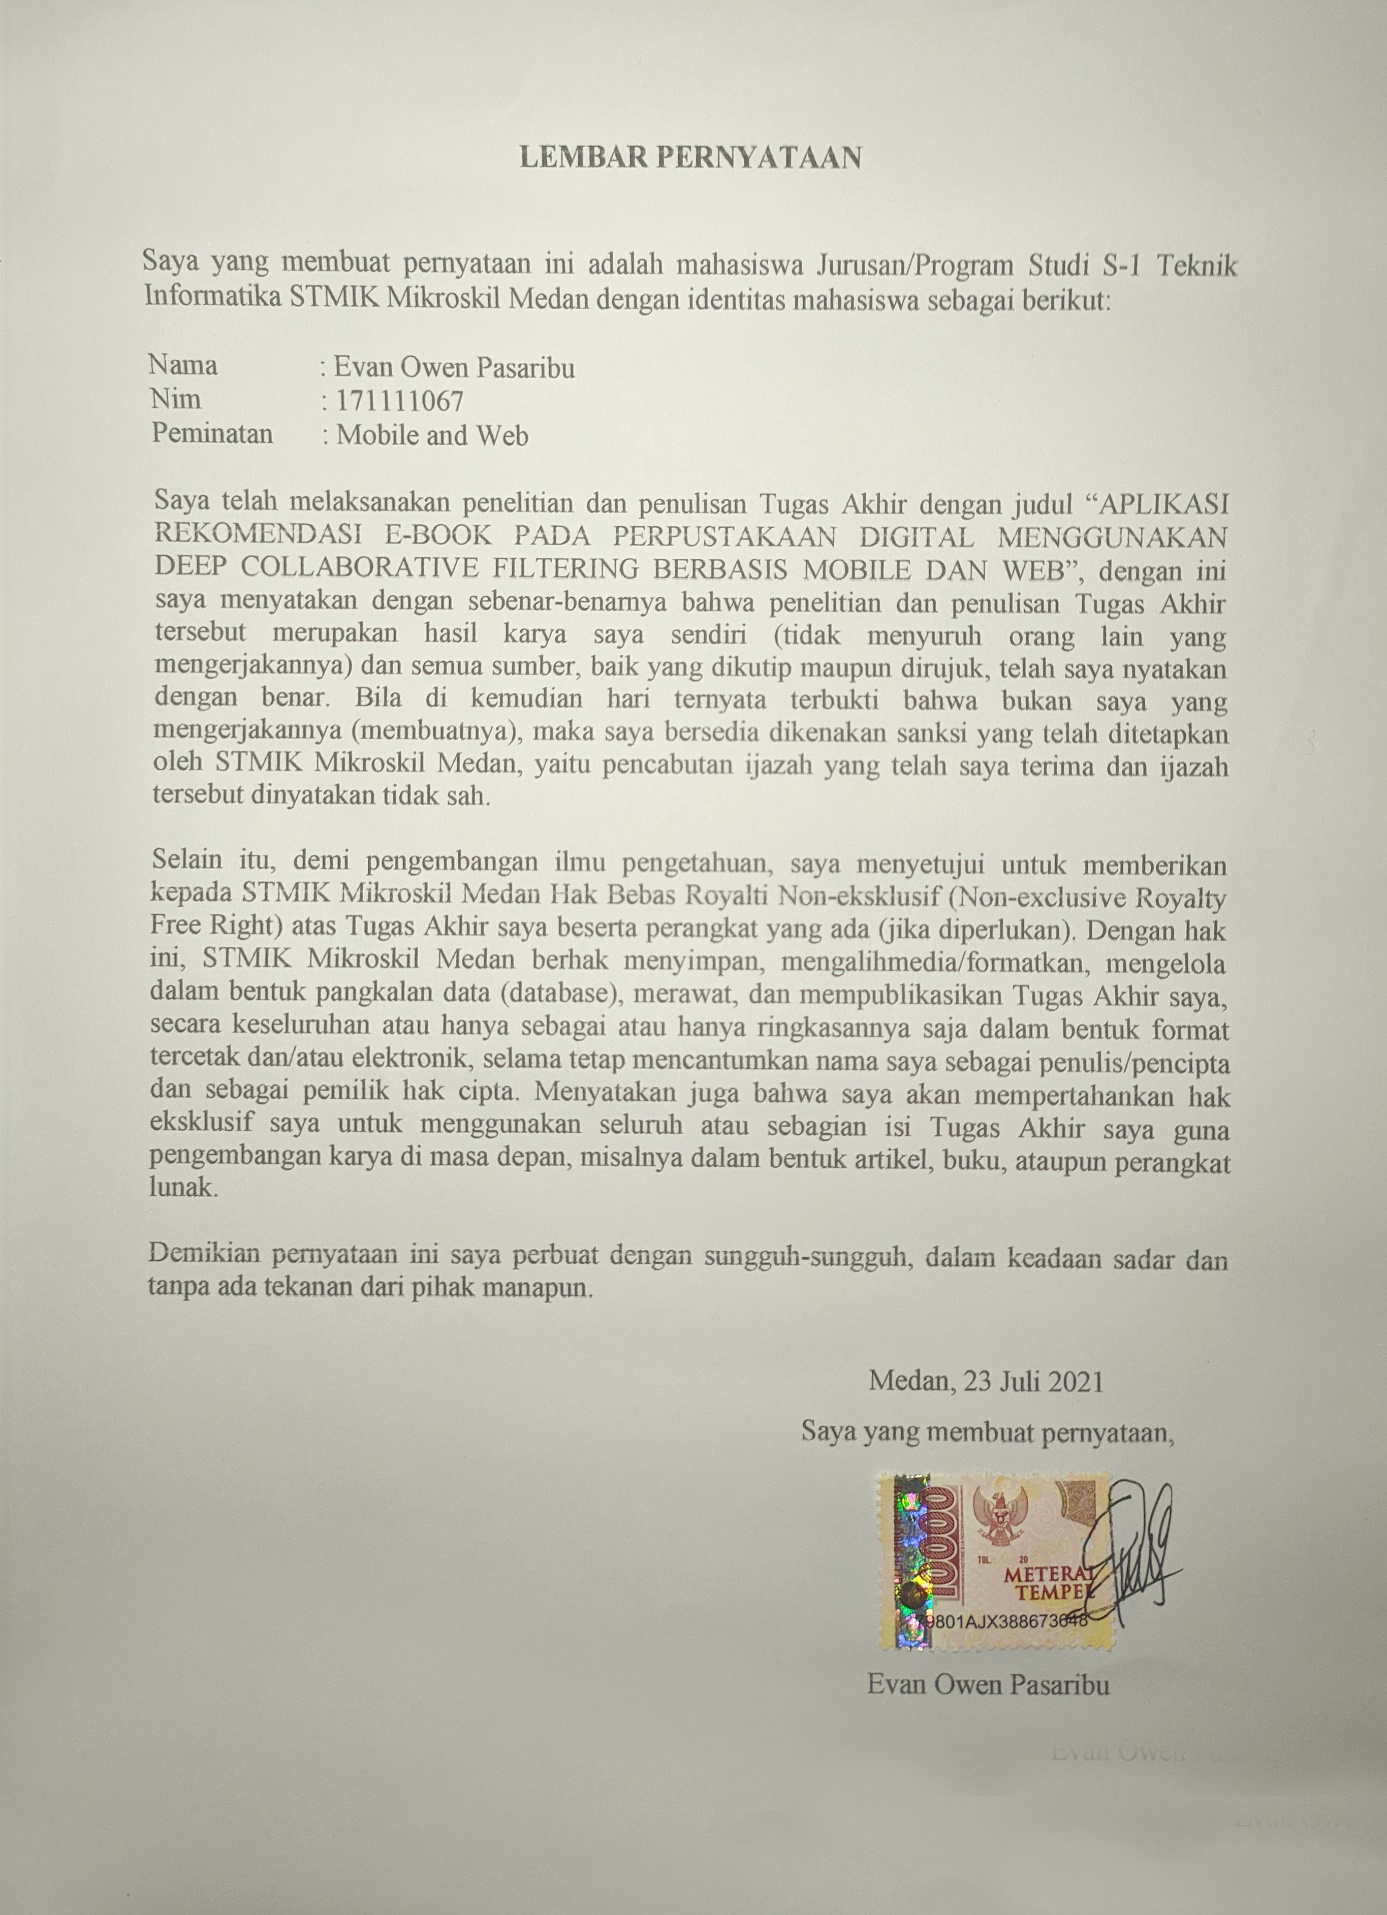 LEMBAR PERNYATAAN
Saya yang membuat pernyataan ini adalah mahasiswa Jurusan/Program Studi S-1 Teknik
Informatika STMIK Mikroskil Medan dengan identitas mahasiswa sebagai berikut:
Nama : Evan Owen Pasaribu
Nim : 171111067
Peminatan : Mobile and Web
Saya telah melaksanakan penelitian dan penulisan Tugas Akhir dengan judul “APLIKASI
REKOMENDASI E-BOOK PADA PERPUSTAKAAN DIGITAL MENGGUNAKAN
DEEP COLLABORATIVE FILTERING BERBASIS MOBILE DAN WEB”, dengan ini
saya menyatakan dengan sebenar-benarnya bahwa penelitian dan penulisan Tugas Akhir
tersebut merupakan hasil karya saya sendiri (tidak menyuruh orang lain yang
mengerjakannya) dan semua sumber, baik yang dikutip maupun dirujuk, telah saya nyatakan
dengan benar. Bila di kemudian hari ternyata terbukti bahwa bukan saya yang
mengerjakannya (membuatnya), maka saya bersedia dikenakan sanksi yang telah ditetapkan
oleh STMIK Mikroskil Medan, yaitu pencabutan ijazah yang telah saya terima dan ijazah
tersebut dinyatakan tidak sah.
Selain itu, demi pengembangan ilmu pengetahuan, saya menyetujui untuk memberikan
kepada STMIK Mikroskil Medan Hak Bebas Royalti Non-eksklusif (Non-exclusive Royalty
Free Right) atas Tugas Akhir saya beserta perangkat yang ada (jika diperlukan). Dengan hak
ini, STMIK Mikroskil Medan berhak menyimpan, mengalihmedia/formatkan, mengelola
dalam bentuk pangkalan data (database), merawat, dan mempublikasikan Tugas Akhir saya,
secara keseluruhan atau hanya sebagai atau hanya ringkasannya saja dalam bentuk format
tercetak dan/atau elektronik, selama tetap mencantumkan nama saya sebagai penulis/pencipta
dan sebagai pemilik hak cipta. Menyatakan juga bahwa saya akan mempertahankan hak
eksklusif saya untuk menggunakan seluruh atau sebagian isi Tugas Akhir saya guna
pengembangan karya di masa depan, misalnya dalam bentuk artikel, buku, ataupun perangkat
lunak.
Demikian pernyataan ini saya perbuat dengan sungguh-sungguh, dalam keadaan sadar dan
tanpa ada tekanan dari pihak manapun.
Medan, 23 Juli 2021
Saya yang membuat pernyataan,
10000
TGL. 20
METERAI
TEMPEL
9801AJX388673648
Evan Owen Pasaribu
Evan Owen